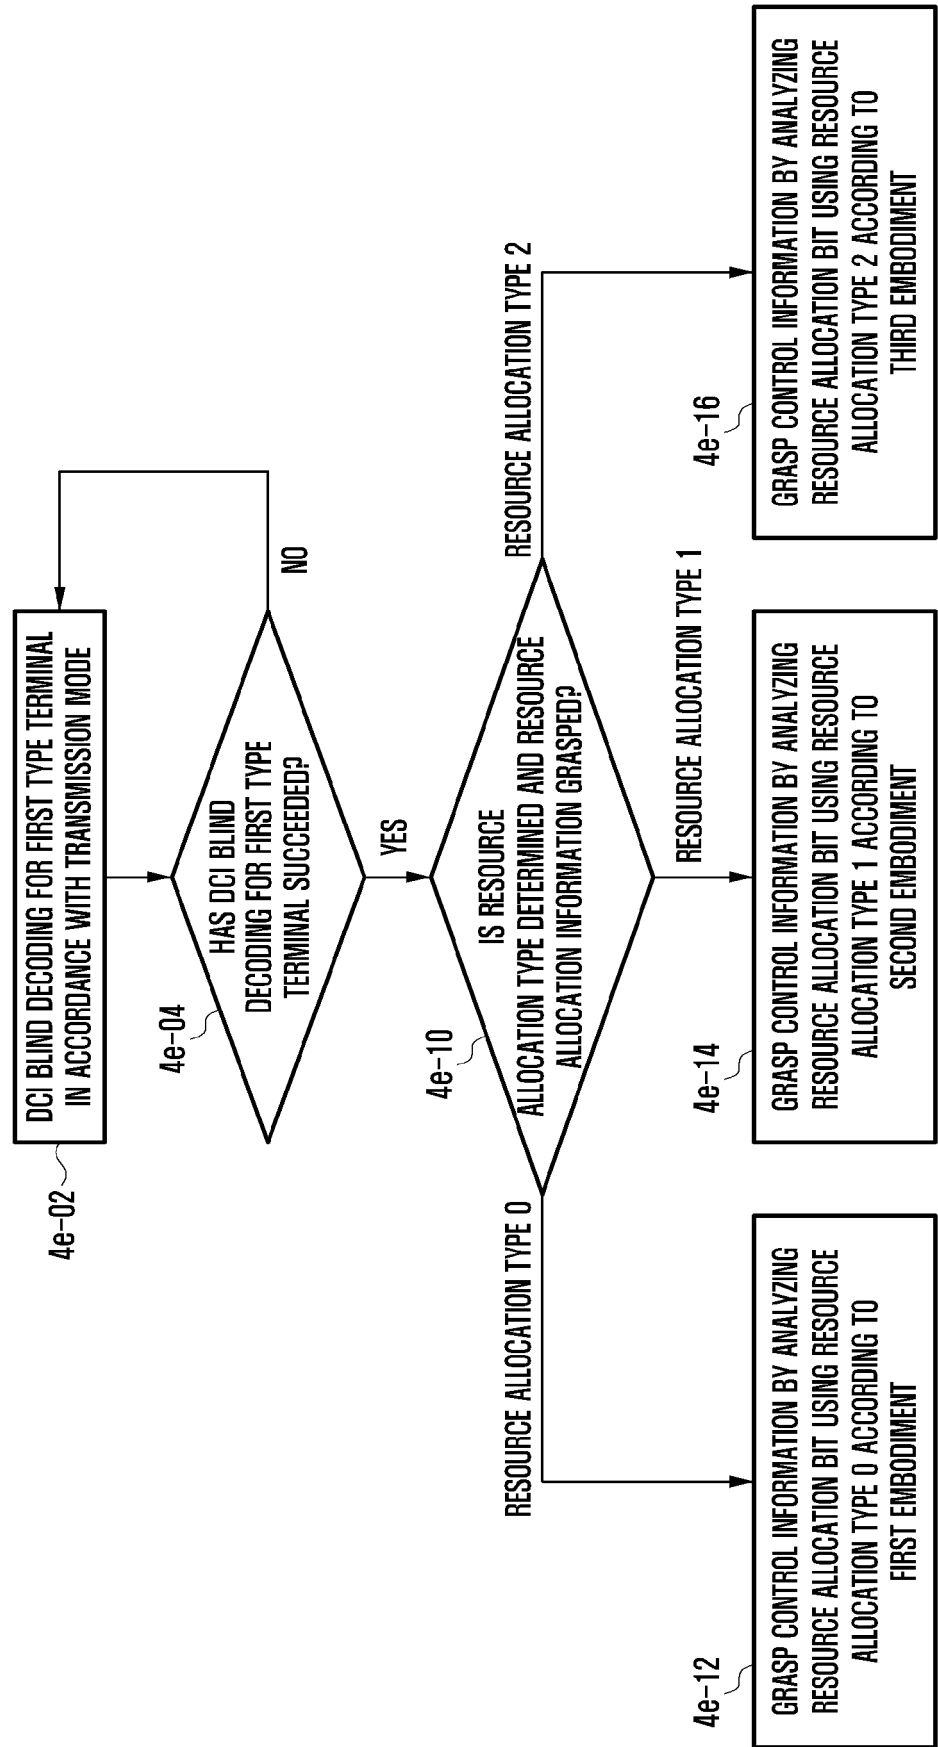 4e-02
DCI BLIND DECODING FOR FIRST TYPE TERMINAL
IN ACCORDANCE WITH TRANSMISSION MODE
4e-04
HAS DCI BLIND
DECODING FOR FIRST TYPE
TERMINAL SUCCEEDED?
NO
YES
4e-10
IS RESOURCE
ALLOCATION TYPE DETERMINED AND RESOURCE
ALLOCATION INFORMATION GRASPED?
RESOURCE ALLOCATION TYPE 0
RESOURCE ALLOCATION TYPE 1
RESOURCE ALLOCATION TYPE 2
4e-12
GRASP CONTROL INFORMATION BY ANALYZING
RESOURCE ALLOCATION BIT USING RESOURCE
ALLOCATION TYPE 0 ACCORDING TO
FIRST EMBODIMENT
4e-14
GRASP CONTROL INFORMATION BY ANALYZING
RESOURCE ALLOCATION BIT USING RESOURCE
ALLOCATION TYPE 1 ACCORDING TO
SECOND EMBODIMENT
4e-16
GRASP CONTROL INFORMATION BY ANALYZING
RESOURCE ALLOCATION BIT USING RESOURCE
ALLOCATION TYPE 2 ACCORDING TO
THIRD EMBODIMENT